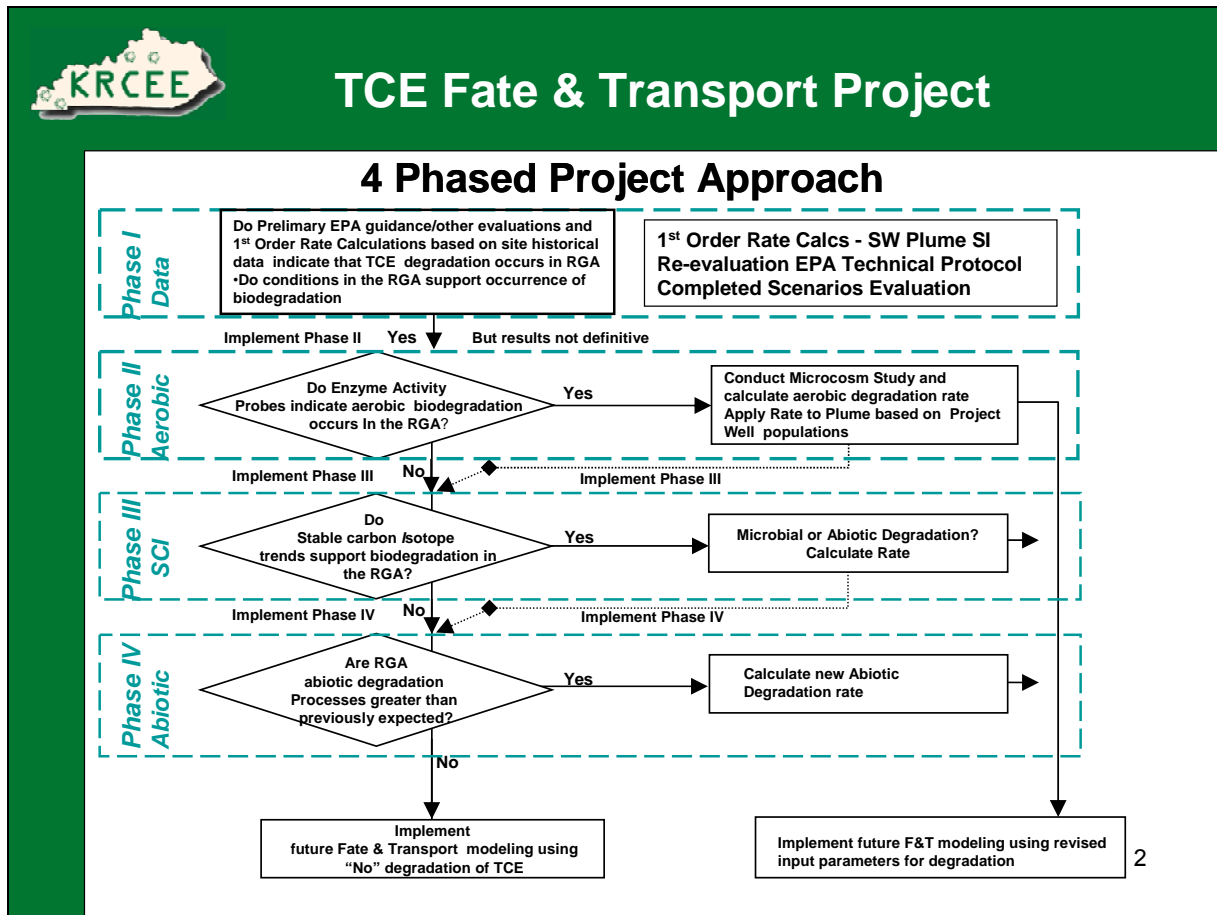 KRCEE
TCE Fate & Transport Project
4 Phased Project Approach
Phase I
Data
Do Prelimary EPA guidance/other evaluations and
1st Order Rate Calculations based on site historical
data indicate that TCE degradation occurs in RGA
•Do conditions in the RGA support occurrence of
biodegradation
1st Order Rate Calcs - SW Plume SI
Re-evaluation EPA Technical Protocol
Completed Scenarios Evaluation
Implement Phase II
Yes
But results not definitive
Phase II
Aerobic
Do Enzyme Activity
Probes indicate aerobic biodegradation
occurs In the RGA?
Yes
Conduct Microcosm Study and
calculate aerobic degradation rate
Apply Rate to Plume based on Project
Well populations
Implement Phase III
No
Implement Phase III
Phase III
SCI
Do
Stable carbon Isotope
trends support biodegradation in
the RGA?
Yes
Microbial or Abiotic Degradation?
Calculate Rate
Implement Phase IV
No
Implement Phase IV
Phase IV
Abiotic
Are RGA
abiotic degradation
Processes greater than
previously expected?
Yes
Calculate new Abiotic
Degradation rate
No
Implement
future Fate & Transport modeling using
“No” degradation of TCE
Implement future F&T modeling using revised
input parameters for degradation
2